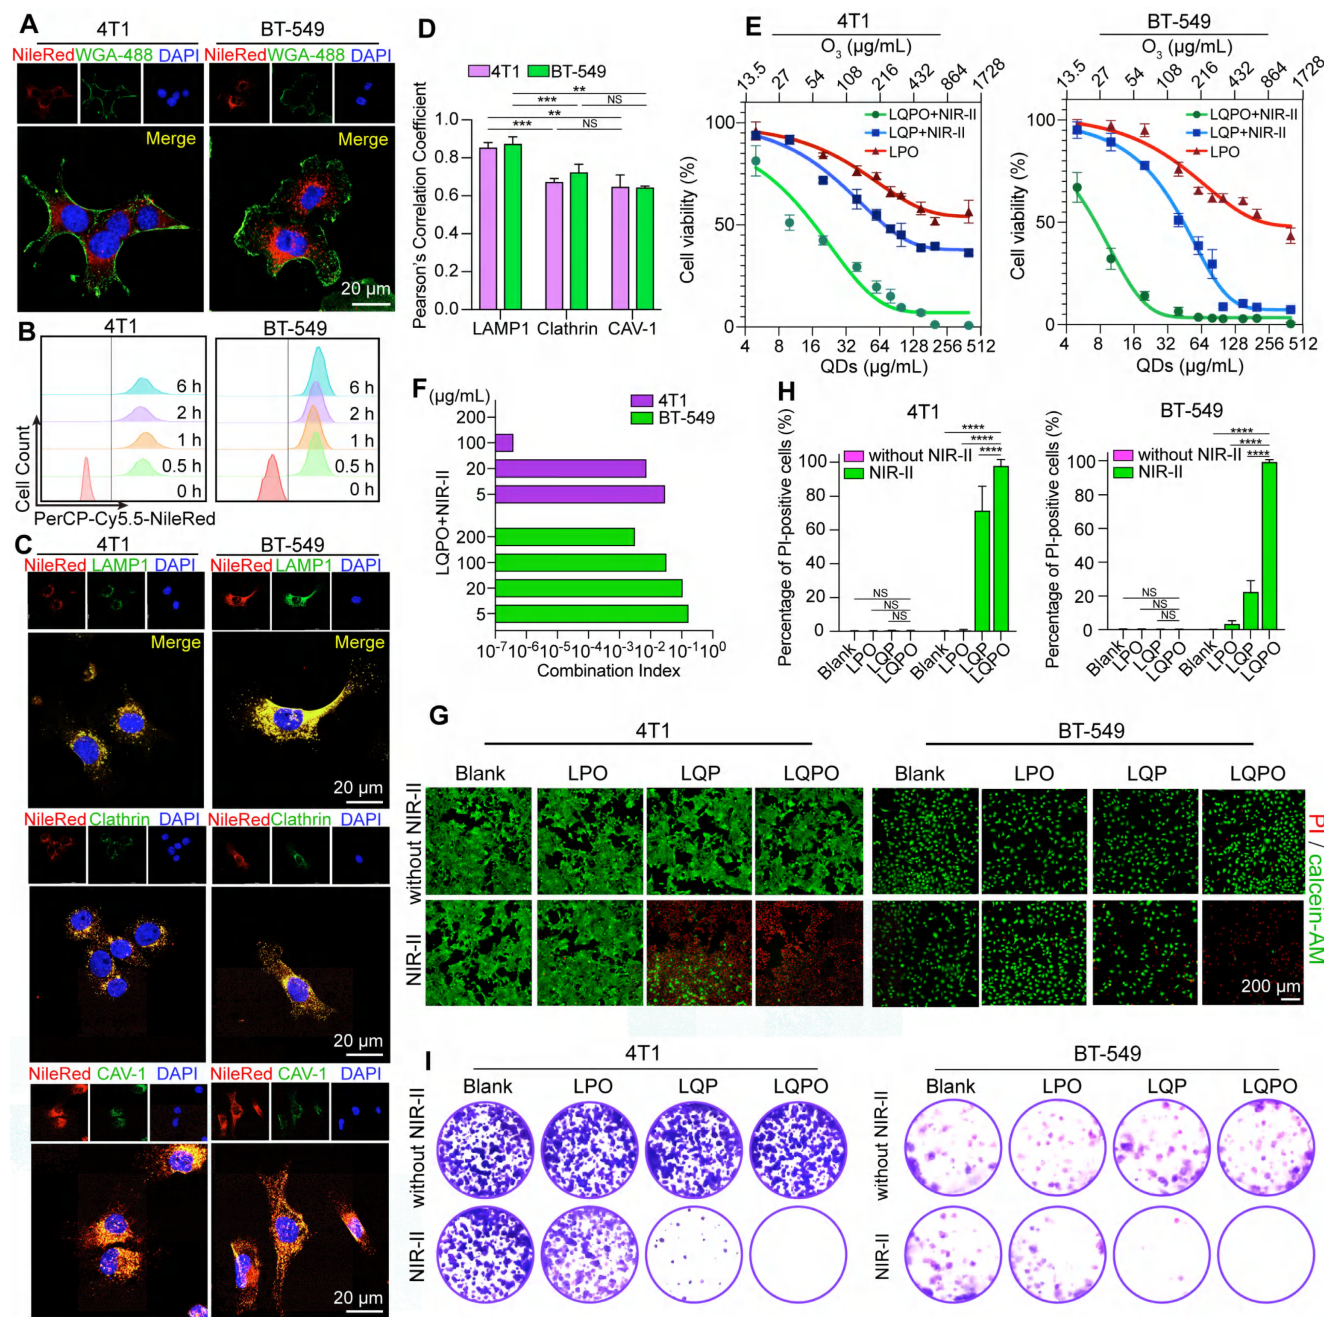 A
4T1
BT-549
NileRed WGA-488 DAPI
NileRed WGA-488 DAPI
Merge
Merge
20 µm
B
4T1
BT-549
6 h
2 h
1 h
0.5 h
0 h
6 h
2 h
1 h
0.5 h
0 h
Cell Count
PerCP-Cy5.5-NileRed
C
4T1
BT-549
NileRed LAMP1 DAPI
NileRed LAMP1 DAPI
Merge
Merge
20 µm
NileRed Clathrin DAPI
NileRed Clathrin DAPI
20 µm
20 µm
NileRed CAV-1 DAPI
NileRed CAV-1 DAPI
20 µm
D
4T1
BT-549
**
*** NS
**
*** NS
Pearson's Correlation Coefficient
1.0
0.8
0.6
0.4
0.2
0.0
LAMP1 Clathrin CAV-1
E
4T1
O3 (µg/mL)
13.5 27 54 108 216 432 864 1728
LQPO+NIR-II
LQP+NIR-II
LPO
Cell viability (%)
100
50
0
4 8 16 32 64 128 256 512
QDs (µg/mL)
BT-549
O3 (µg/mL)
13.5 27 54 108 216 432 864 1728
LQPO+NIR-II
LQP+NIR-II
LPO
Cell viability (%)
100
50
0
4 8 16 32 64 128 256 512
QDs (µg/mL)
F
(µg/mL)
4T1
BT-549
LQPO+NIR-II
200
100
20
5
200
100
20
5
10-7 10-6 10-5 10-4 10-3 10-2 10-1 100
Combination Index
H
4T1
without NIR-II
NIR-II
****
****
****
NS
NS
NS
Percentage of PI-positive cells (%)
100
80
60
40
20
0
Blank LPO LQP LQPO Blank LPO LQP LQPO
BT-549
without NIR-II
NIR-II
****
****
****
NS
NS
NS
Percentage of PI-positive cells (%)
100
80
60
40
20
0
Blank LPO LQP LQPO Blank LPO LQP LQPO
G
4T1
BT-549
Blank LPO LQP LQPO
Blank LPO LQP LQPO
without NIR-II
NIR-II
200 µm
PI / calcein-AM
I
4T1
BT-549
Blank LPO LQP LQPO
Blank LPO LQP LQPO
without NIR-II
NIR-II
without NIR-II
NIR-II